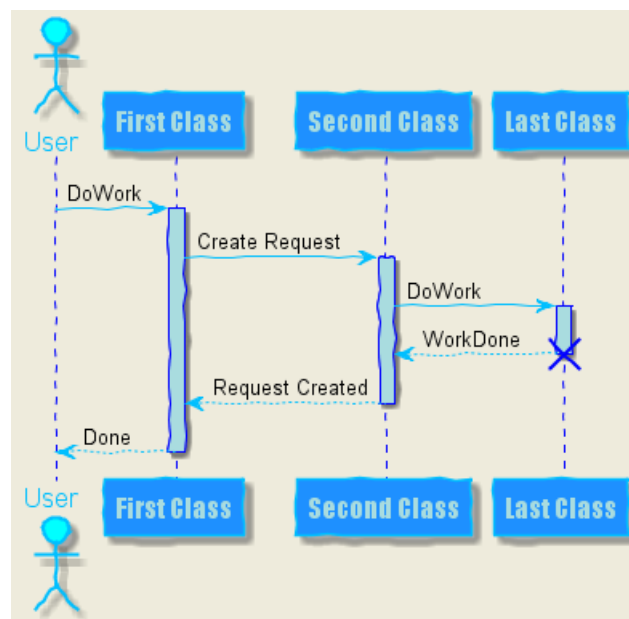 User
First Class
Second Class
Last Class
DoWork
Create Request
DoWork
WorkDone
Request Created
Done
User
First Class
Second Class
Last Class